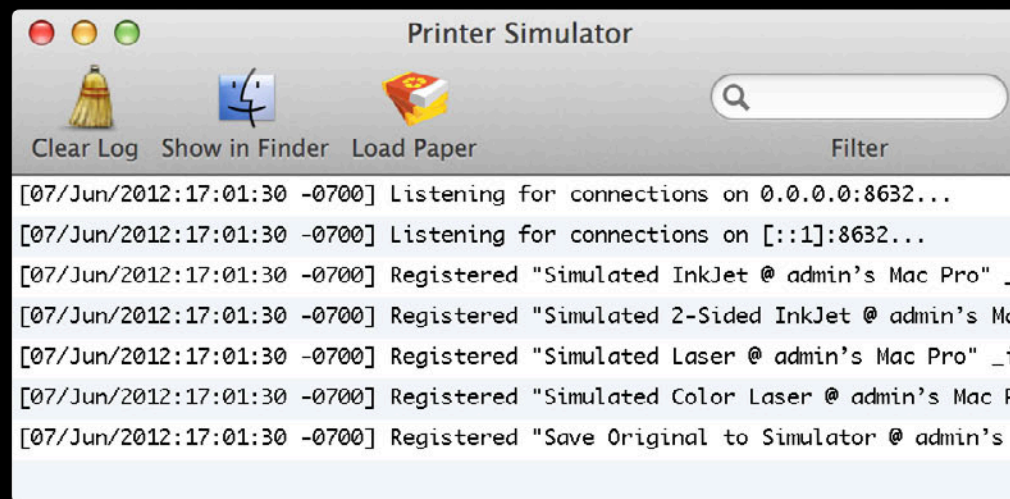 Printer Simulator
Clear Log Show in Finder Load Paper Filter
[07/Jun/2012:17:01:30 -0700] Listening for connections on 0.0.0.0:8632...
[07/Jun/2012:17:01:30 -0700] Listening for connections on [::1]:8632...
[07/Jun/2012:17:01:30 -0700] Registered "Simulated InkJet @ admin’s Mac Pro" _
[07/Jun/2012:17:01:30 -0700] Registered "Simulated 2-Sided InkJet @ admin’s
[07/Jun/2012:17:01:30 -0700] Registered "Simulated Laser @ admin’s Mac Pro"
[07/Jun/2012:17:01:30 -0700] Registered "Simulated Color Laser @ admin’s Mac
[07/Jun/2012:17:01:30 -0700] Registered "Save Original to Simulator @ admin’s